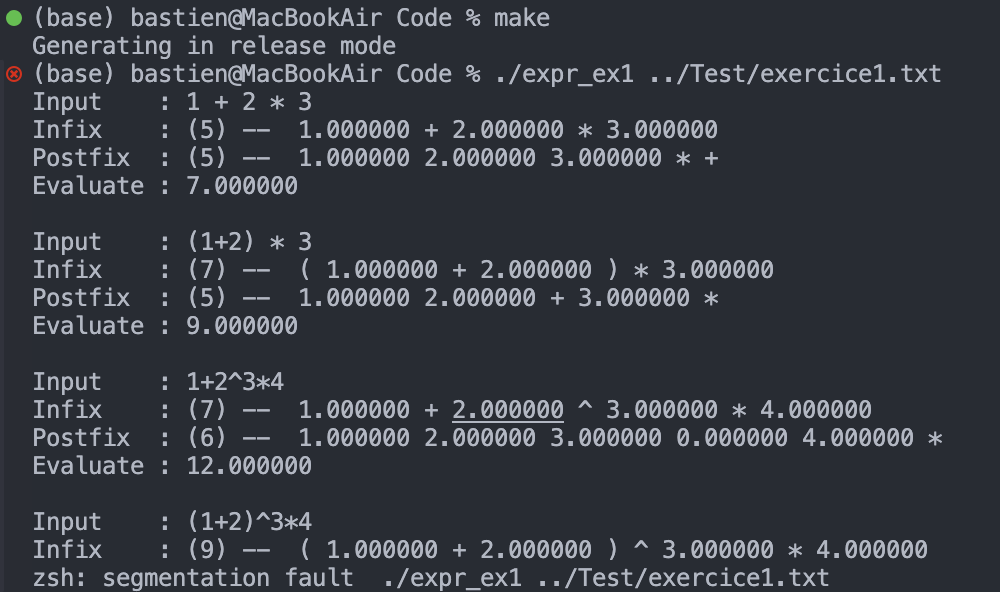 (base) bastien@MacBookAir Code % make
Generating in release mode
(base) bastien@MacBookAir Code % ./expr_ex1 ../Test/exercice1.txt
Input    : 1 + 2 * 3
Infix    : (5) --  1.000000 + 2.000000 * 3.000000
Postfix  : (5) --  1.000000 2.000000 3.000000 * +
Evaluate : 7.000000
Input    : (1+2) * 3
Infix    : (7) --  ( 1.000000 + 2.000000 ) * 3.000000
Postfix  : (5) --  1.000000 2.000000 + 3.000000 *
Evaluate : 9.000000
Input    : 1+2^3*4
Infix    : (7) --  1.000000 + 2.000000 ^ 3.000000 * 4.000000
Postfix  : (6) --  1.000000 2.000000 3.000000 0.000000 4.000000 *
Evaluate : 12.000000
Input    : (1+2)^3*4
Infix    : (9) --  ( 1.000000 + 2.000000 ) ^ 3.000000 * 4.000000
zsh: segmentation fault  ./expr_ex1 ../Test/exercice1.txt